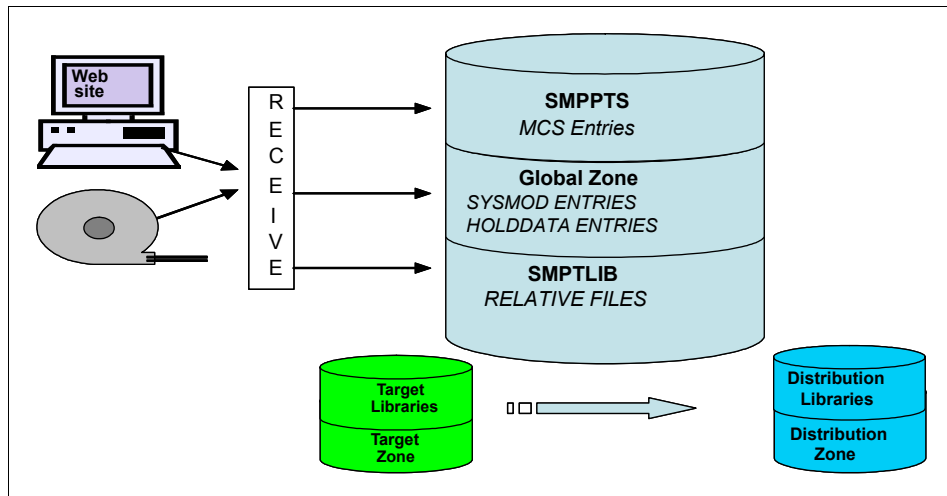 Web
site
R
E
C
E
I
V
E
SMPPTS
MCS Entries
Global Zone
SYSMOD ENTRIES
HOLDDATA ENTRIES
SMPTLIB
RELATIVE FILES
Target
Libraries
Target
Zone
Distribution
Libraries
Distribution
Zone